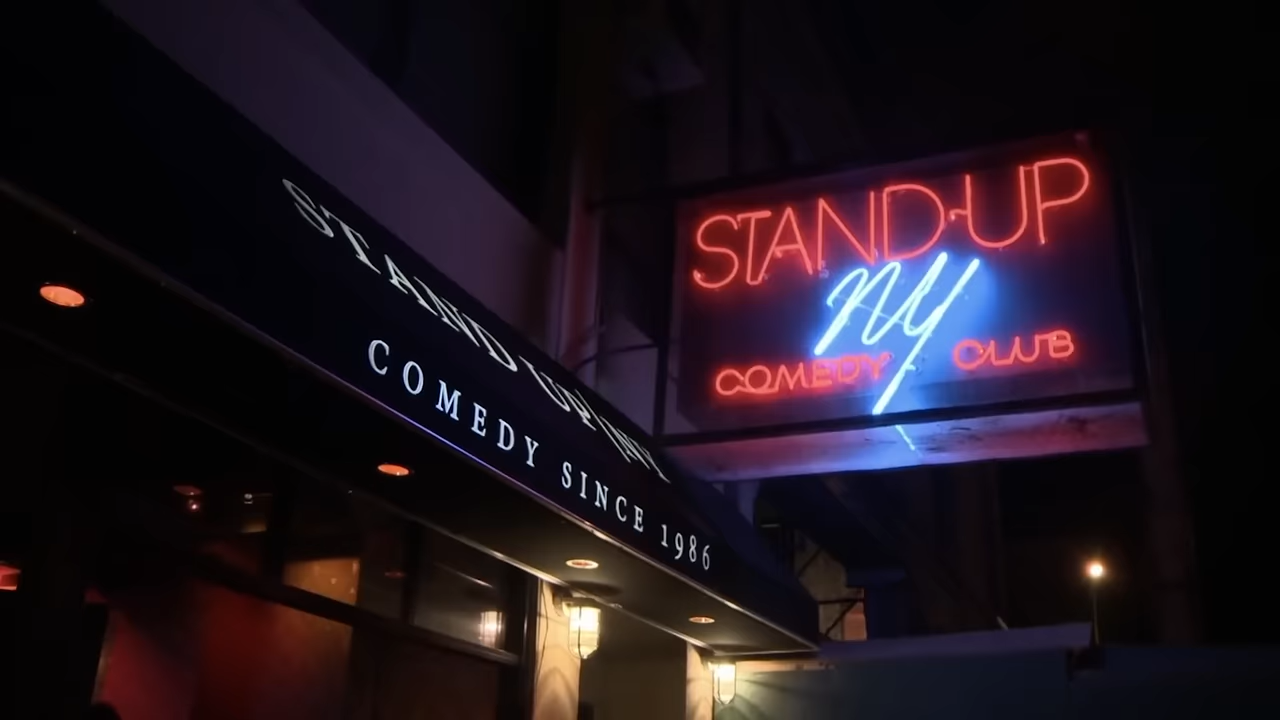 STAND UP NY
COMEDY SINCE 1986
STAND-UP
NY
COMEDY CLUB